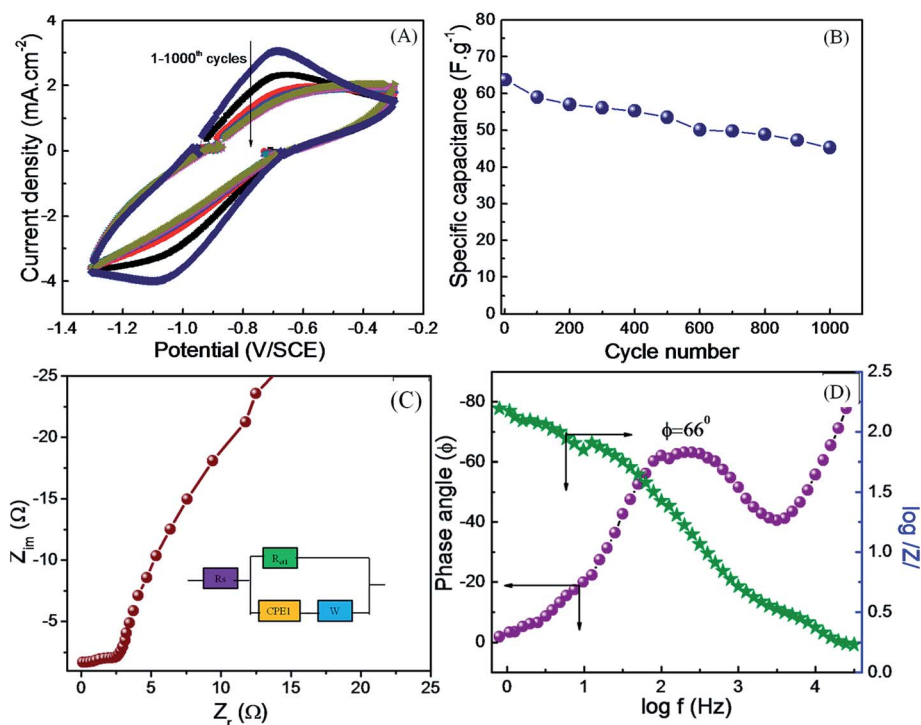 (A)
1-1000th cycles
4
2
0
-2
-4
Current density (mA.cm-2)
-1.4 -1.2 -1.0 -0.8 -0.6 -0.4 -0.2
Potential (V/SCE)
(B)
80
70
60
50
40
30
20
10
0
Specific capacitance (F.g-1)
0 200 400 600 800 1000
Cycle number
(C)
-25
-20
-15
-10
-5
Zim (Ω)
Rs
CPE1
W
0 5 10 15 20 25
Zr (Ω)
(D)
ϕ=66⁰
-80
-60
-40
-20
0
Phase angle (ϕ)
2.5
2.0
1.5
1.0
0.5
0.0
log /Z/
0 1 2 3 4
log f (Hz)